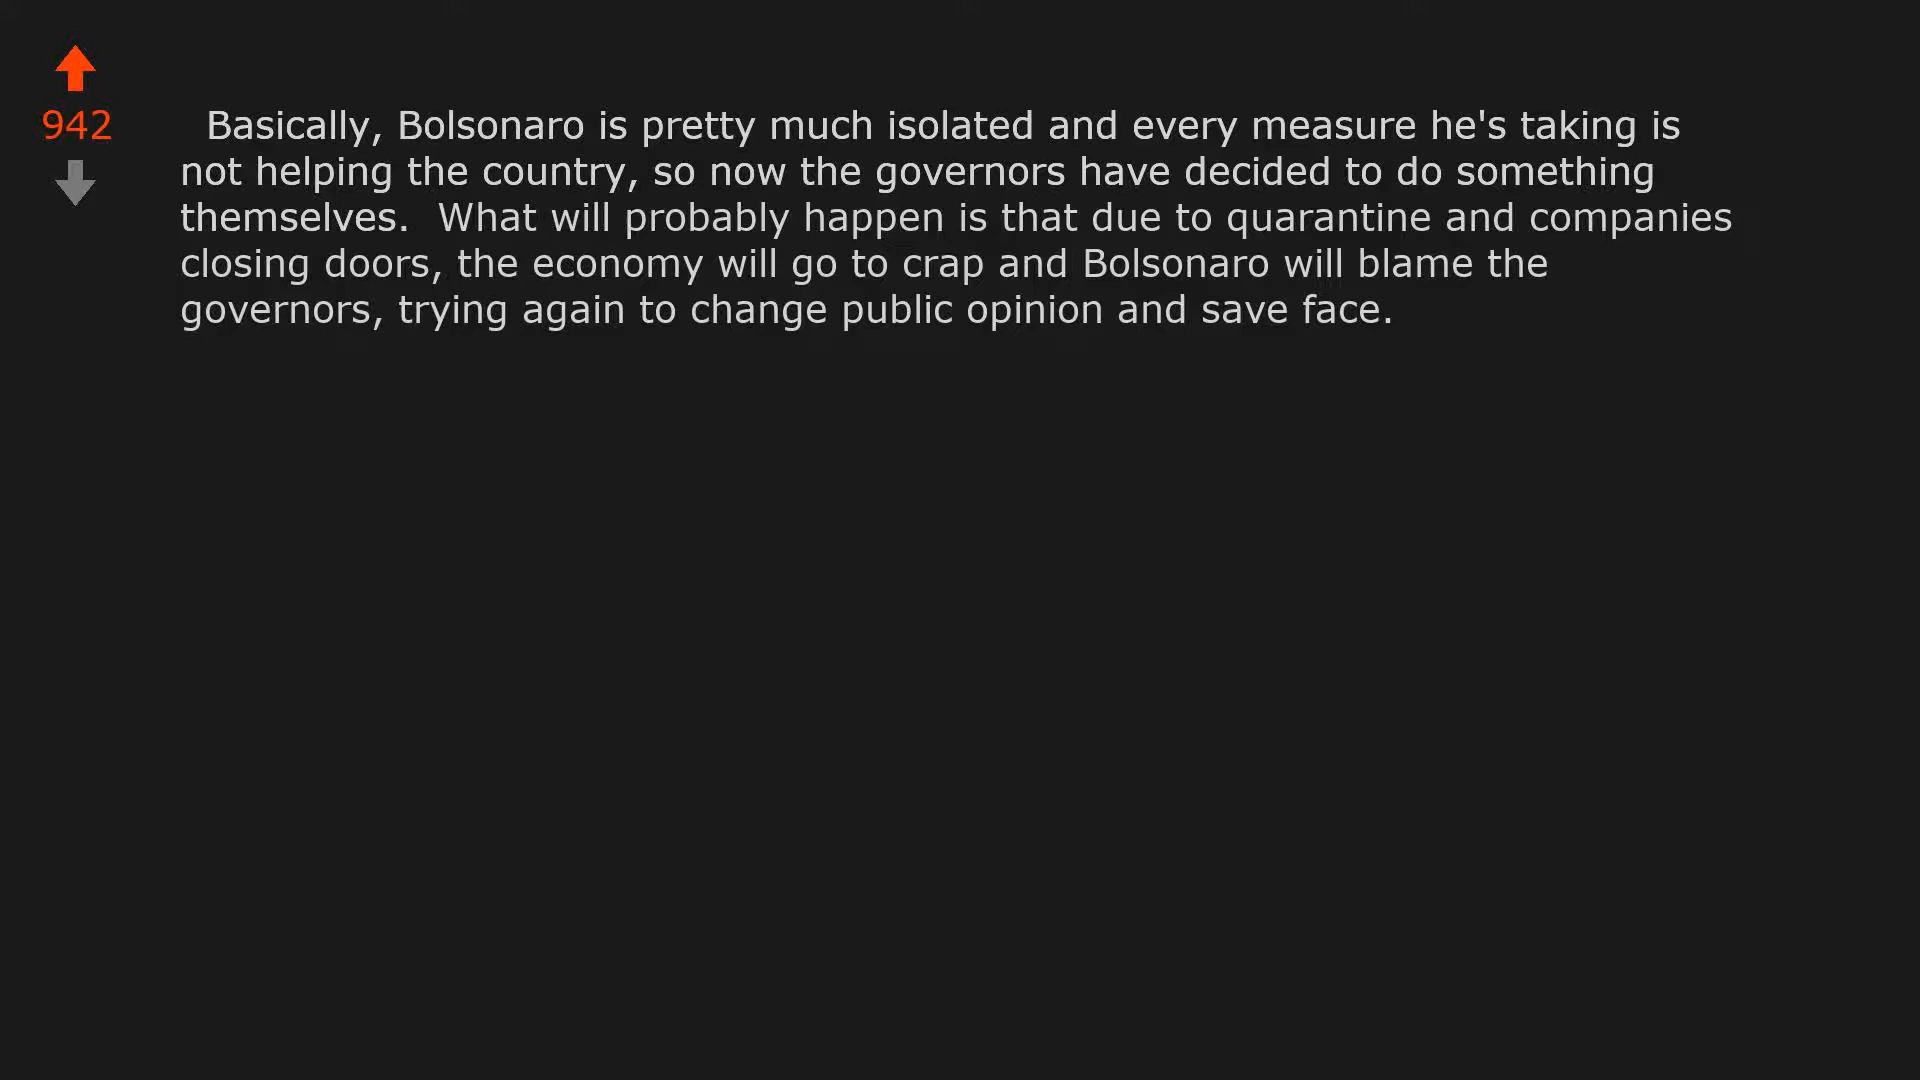 942
Basically, Bolsonaro is pretty much isolated and every measure he's taking is
not helping the country, so now the governors have decided to do something
themselves.  What will probably happen is that due to quarantine and companies
closing doors, the economy will go to crap and Bolsonaro will blame the
governors, trying again to change public opinion and save face.